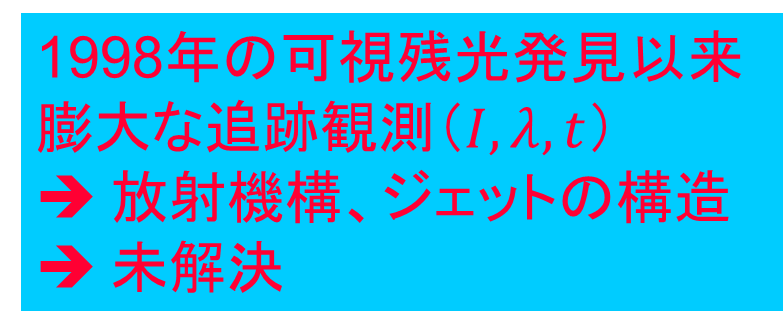 1998年の可視残光発見以来
膨大な追跡観測（I, λ, t）
➔ 放射機構、ジェットの構造
➔ 未解決